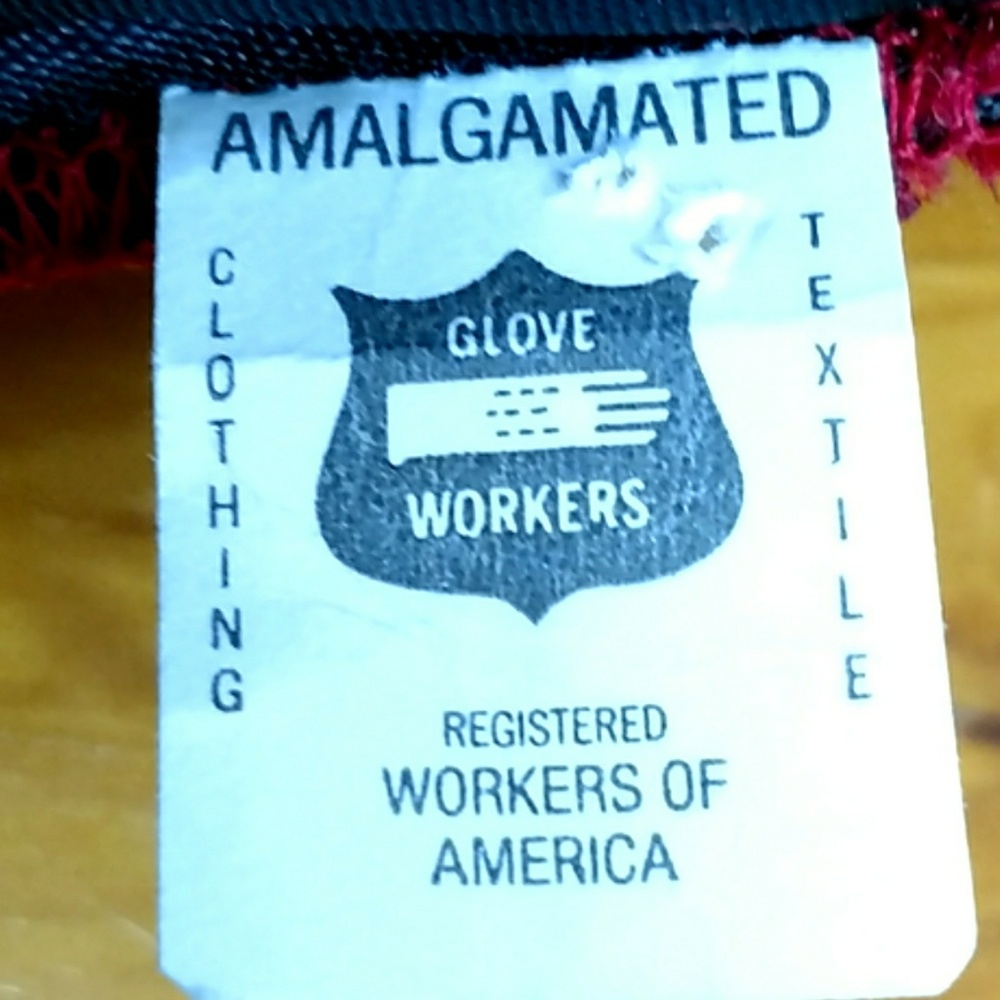 AMALGAMATED
CLOTHING
TEXTILE
GLOVE
WORKERS
REGISTERED
WORKERS OF
AMERICA